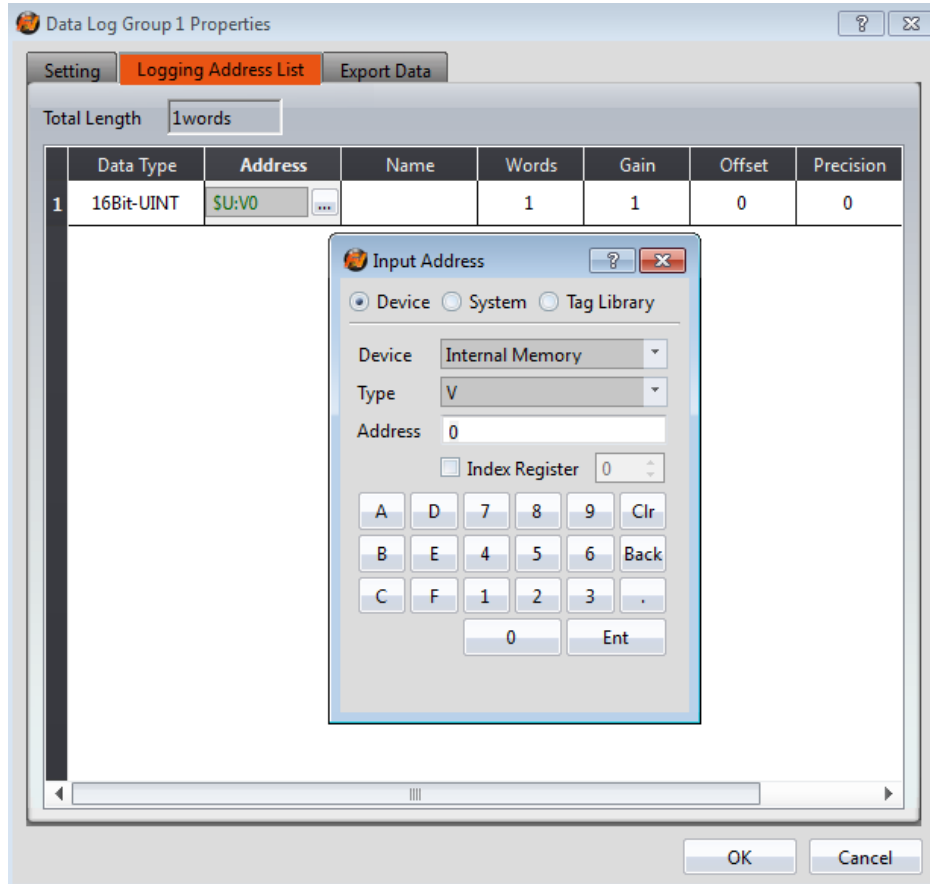 Data Log Group 1 Properties
Setting Logging Address List Export Data
Total Length 1words
Data Type Address Name Words Gain Offset Precision
1 16Bit-UINT $U:V0 ... 1 1 0 0
Input Address
Device System Tag Library
Device Internal Memory
Type V
Address 0
Index Register 0
A D 7 8 9 Clr
B E 4 5 6 Back
C F 1 2 3 .
0 Ent
OK Cancel